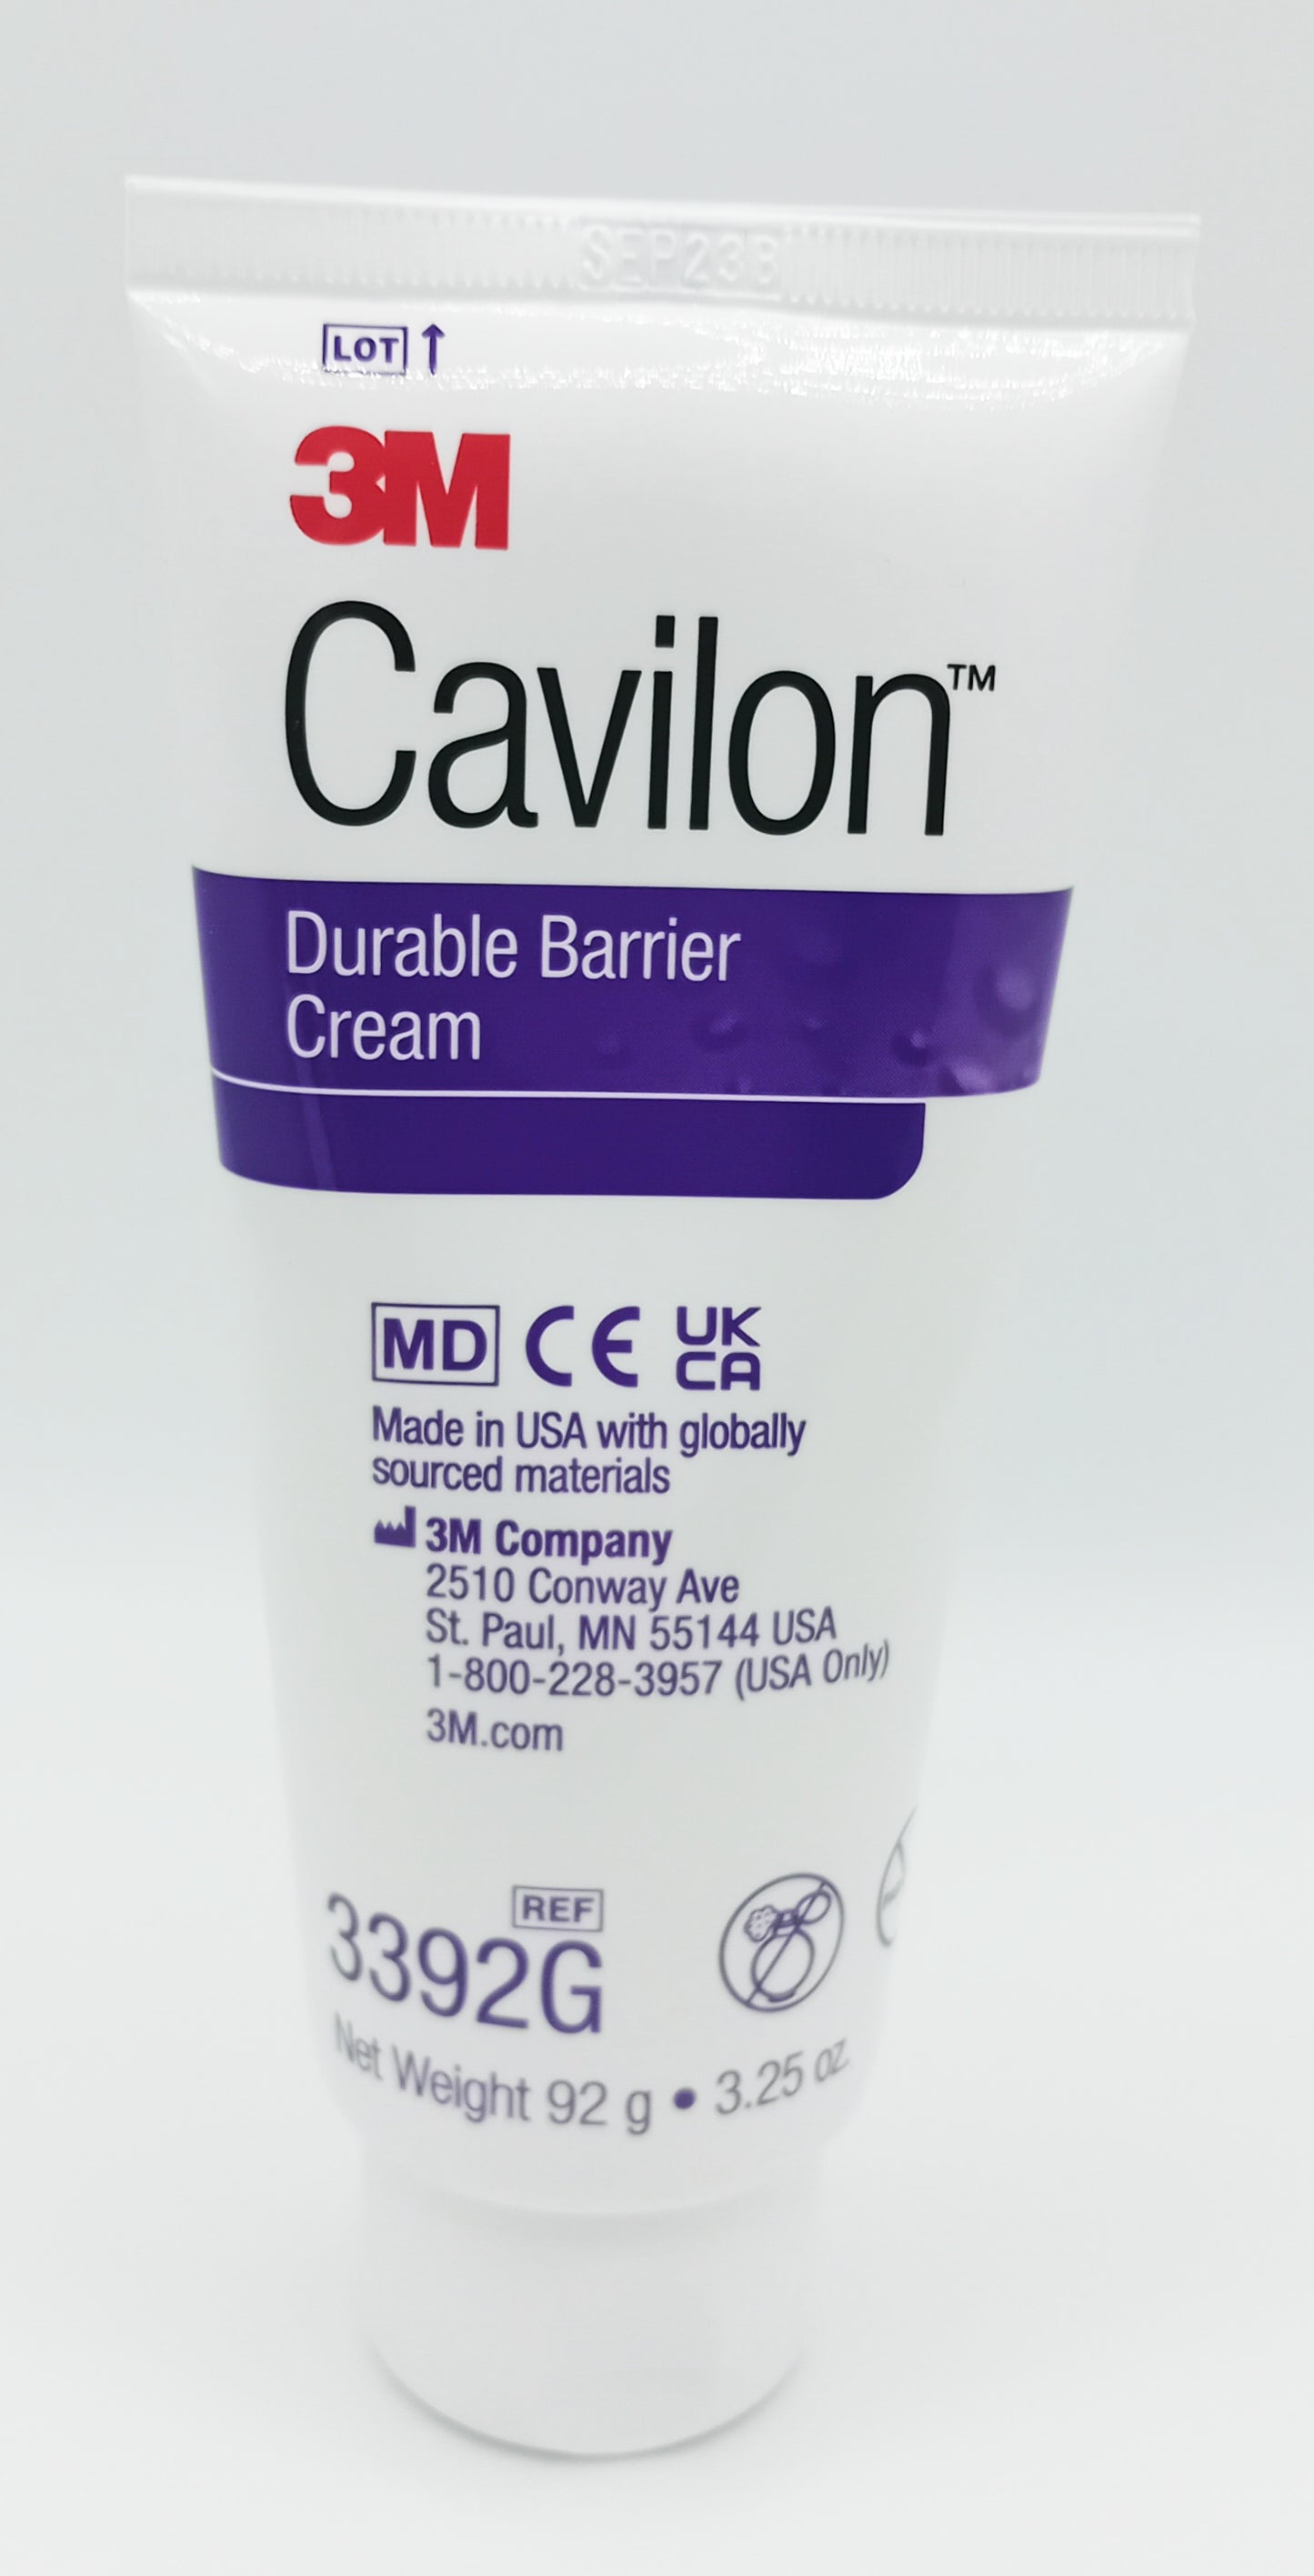 SEP23B
LOT ↑
3M
Cavilon™
Durable Barrier
Cream
MD CE UK
CA
Made in USA with globally
sourced materials
3M Company
2510 Conway Ave
St. Paul, MN 55144 USA
1-800-228-3957 (USA Only)
3M.com
REF
3392G
Net Weight 92 g • 3.25 oz